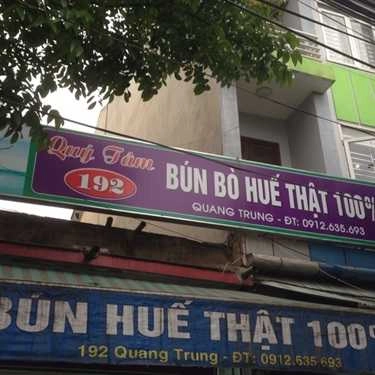 Quý Tâm
192
BÚN BÒ HUẾ THẬT 100%
QUANG TRUNG - ĐT: 0912.635.693
BÚN HUẾ THẬT 100%
192 Quang Trung - ĐT: 0912.635.693